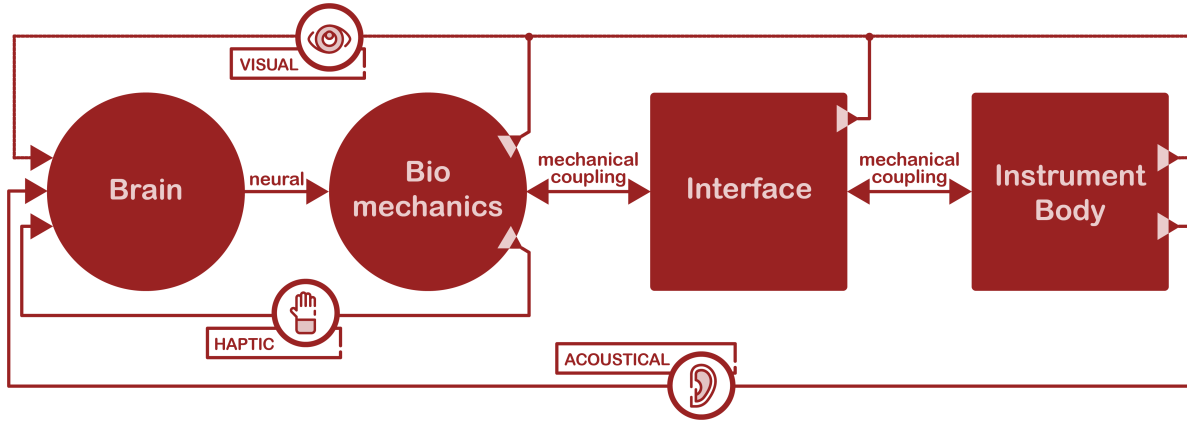 VISUAL
Brain
neural
Bio
mechanics
mechanical
coupling
Interface
mechanical
coupling
Instrument
Body
HAPTIC
ACOUSTICAL